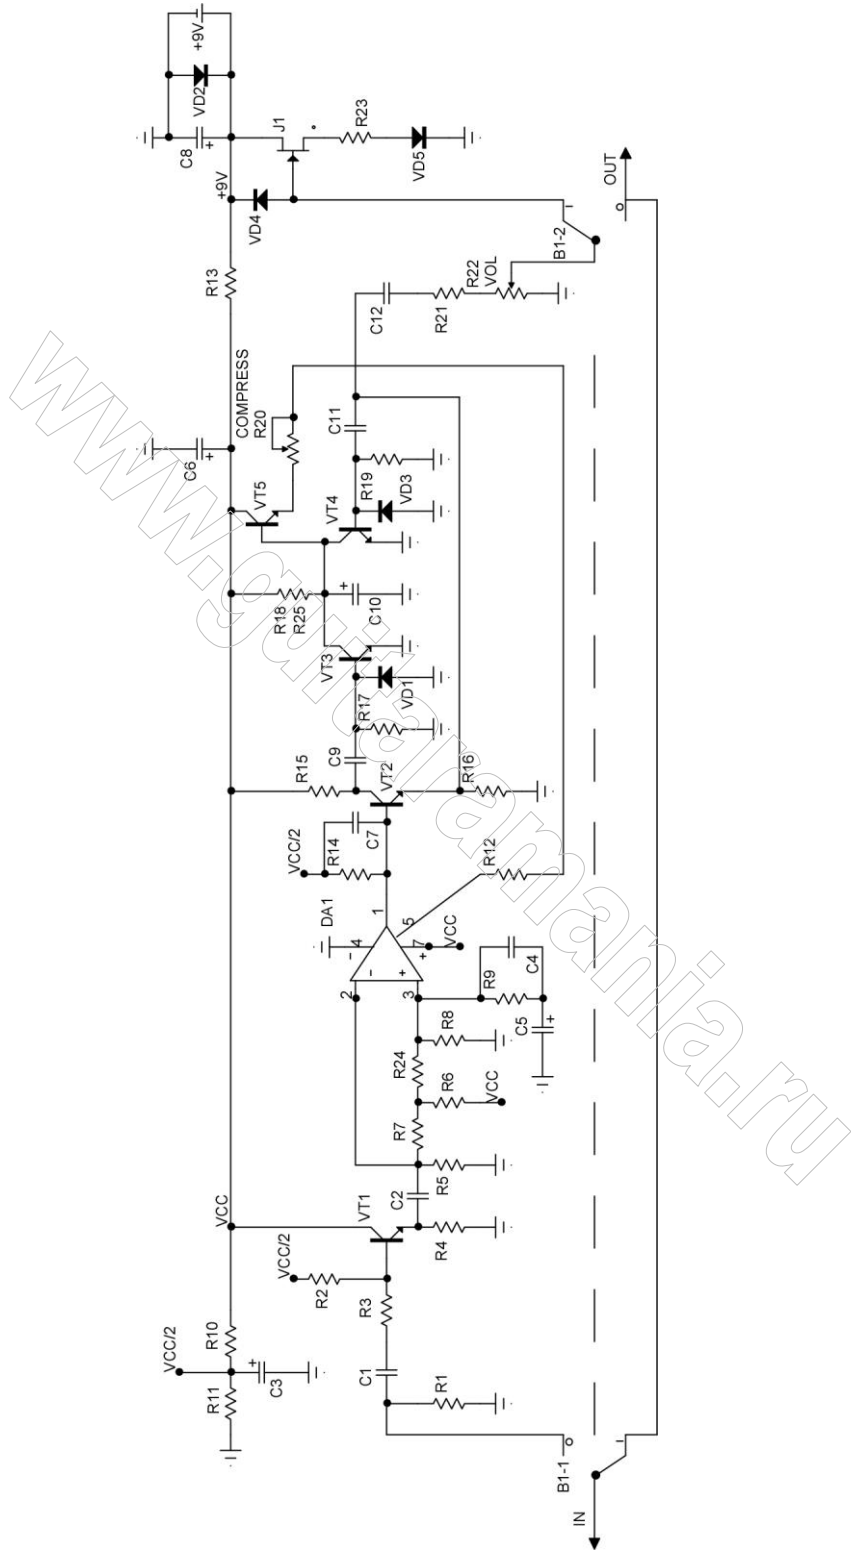 IN
B1-1
R11
VCC/2
R10
C3
+
R1
C1
R3
R2
VCC/2
VCC
VT1
R4
C2
R5
R7
R6
VCC
R24
R8
C5
+
R9
C4
2
3
-
+
DA1
4
-
7
+
VCC
5
1
R12
VCC/2
R14
C7
VT2
R15
R16
C9
R17
VD1
VT3
R18
R25
C10
+
VT4
VD3
R19
C11
VT5
COMPRESS
R20
C6
+
C12
R21
R22
VOL
R13
B1-2
OUT
+9V
VD4
J1
R23
VD5
C8
+
VD2
+9V
www.guitaramania.ru